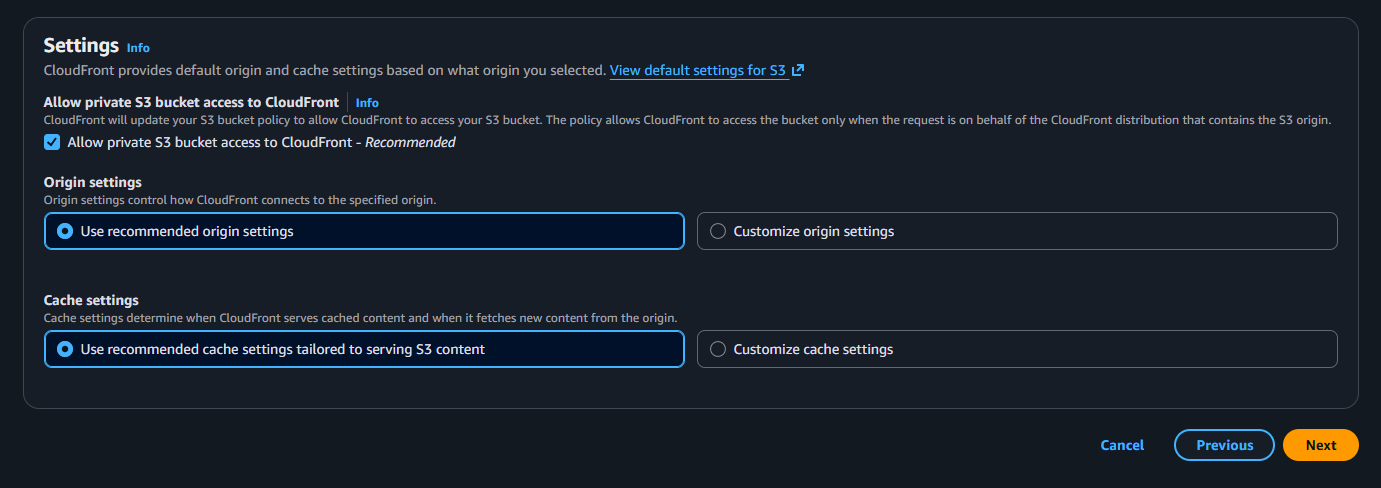 Settings Info
CloudFront provides default origin and cache settings based on what origin you selected. View default settings for S3
Allow private S3 bucket access to CloudFront Info
CloudFront will update your S3 bucket policy to allow CloudFront to access your S3 bucket. The policy allows CloudFront to access the bucket only when the request is on behalf of the CloudFront distribution that contains the S3 origin.
Allow private S3 bucket access to CloudFront - Recommended
Origin settings
Origin settings control how CloudFront connects to the specified origin.
Use recommended origin settings Customize origin settings
Cache settings
Cache settings determine when CloudFront serves cached content and when it fetches new content from the origin.
Use recommended cache settings tailored to serving S3 content Customize cache settings
Cancel Previous Next